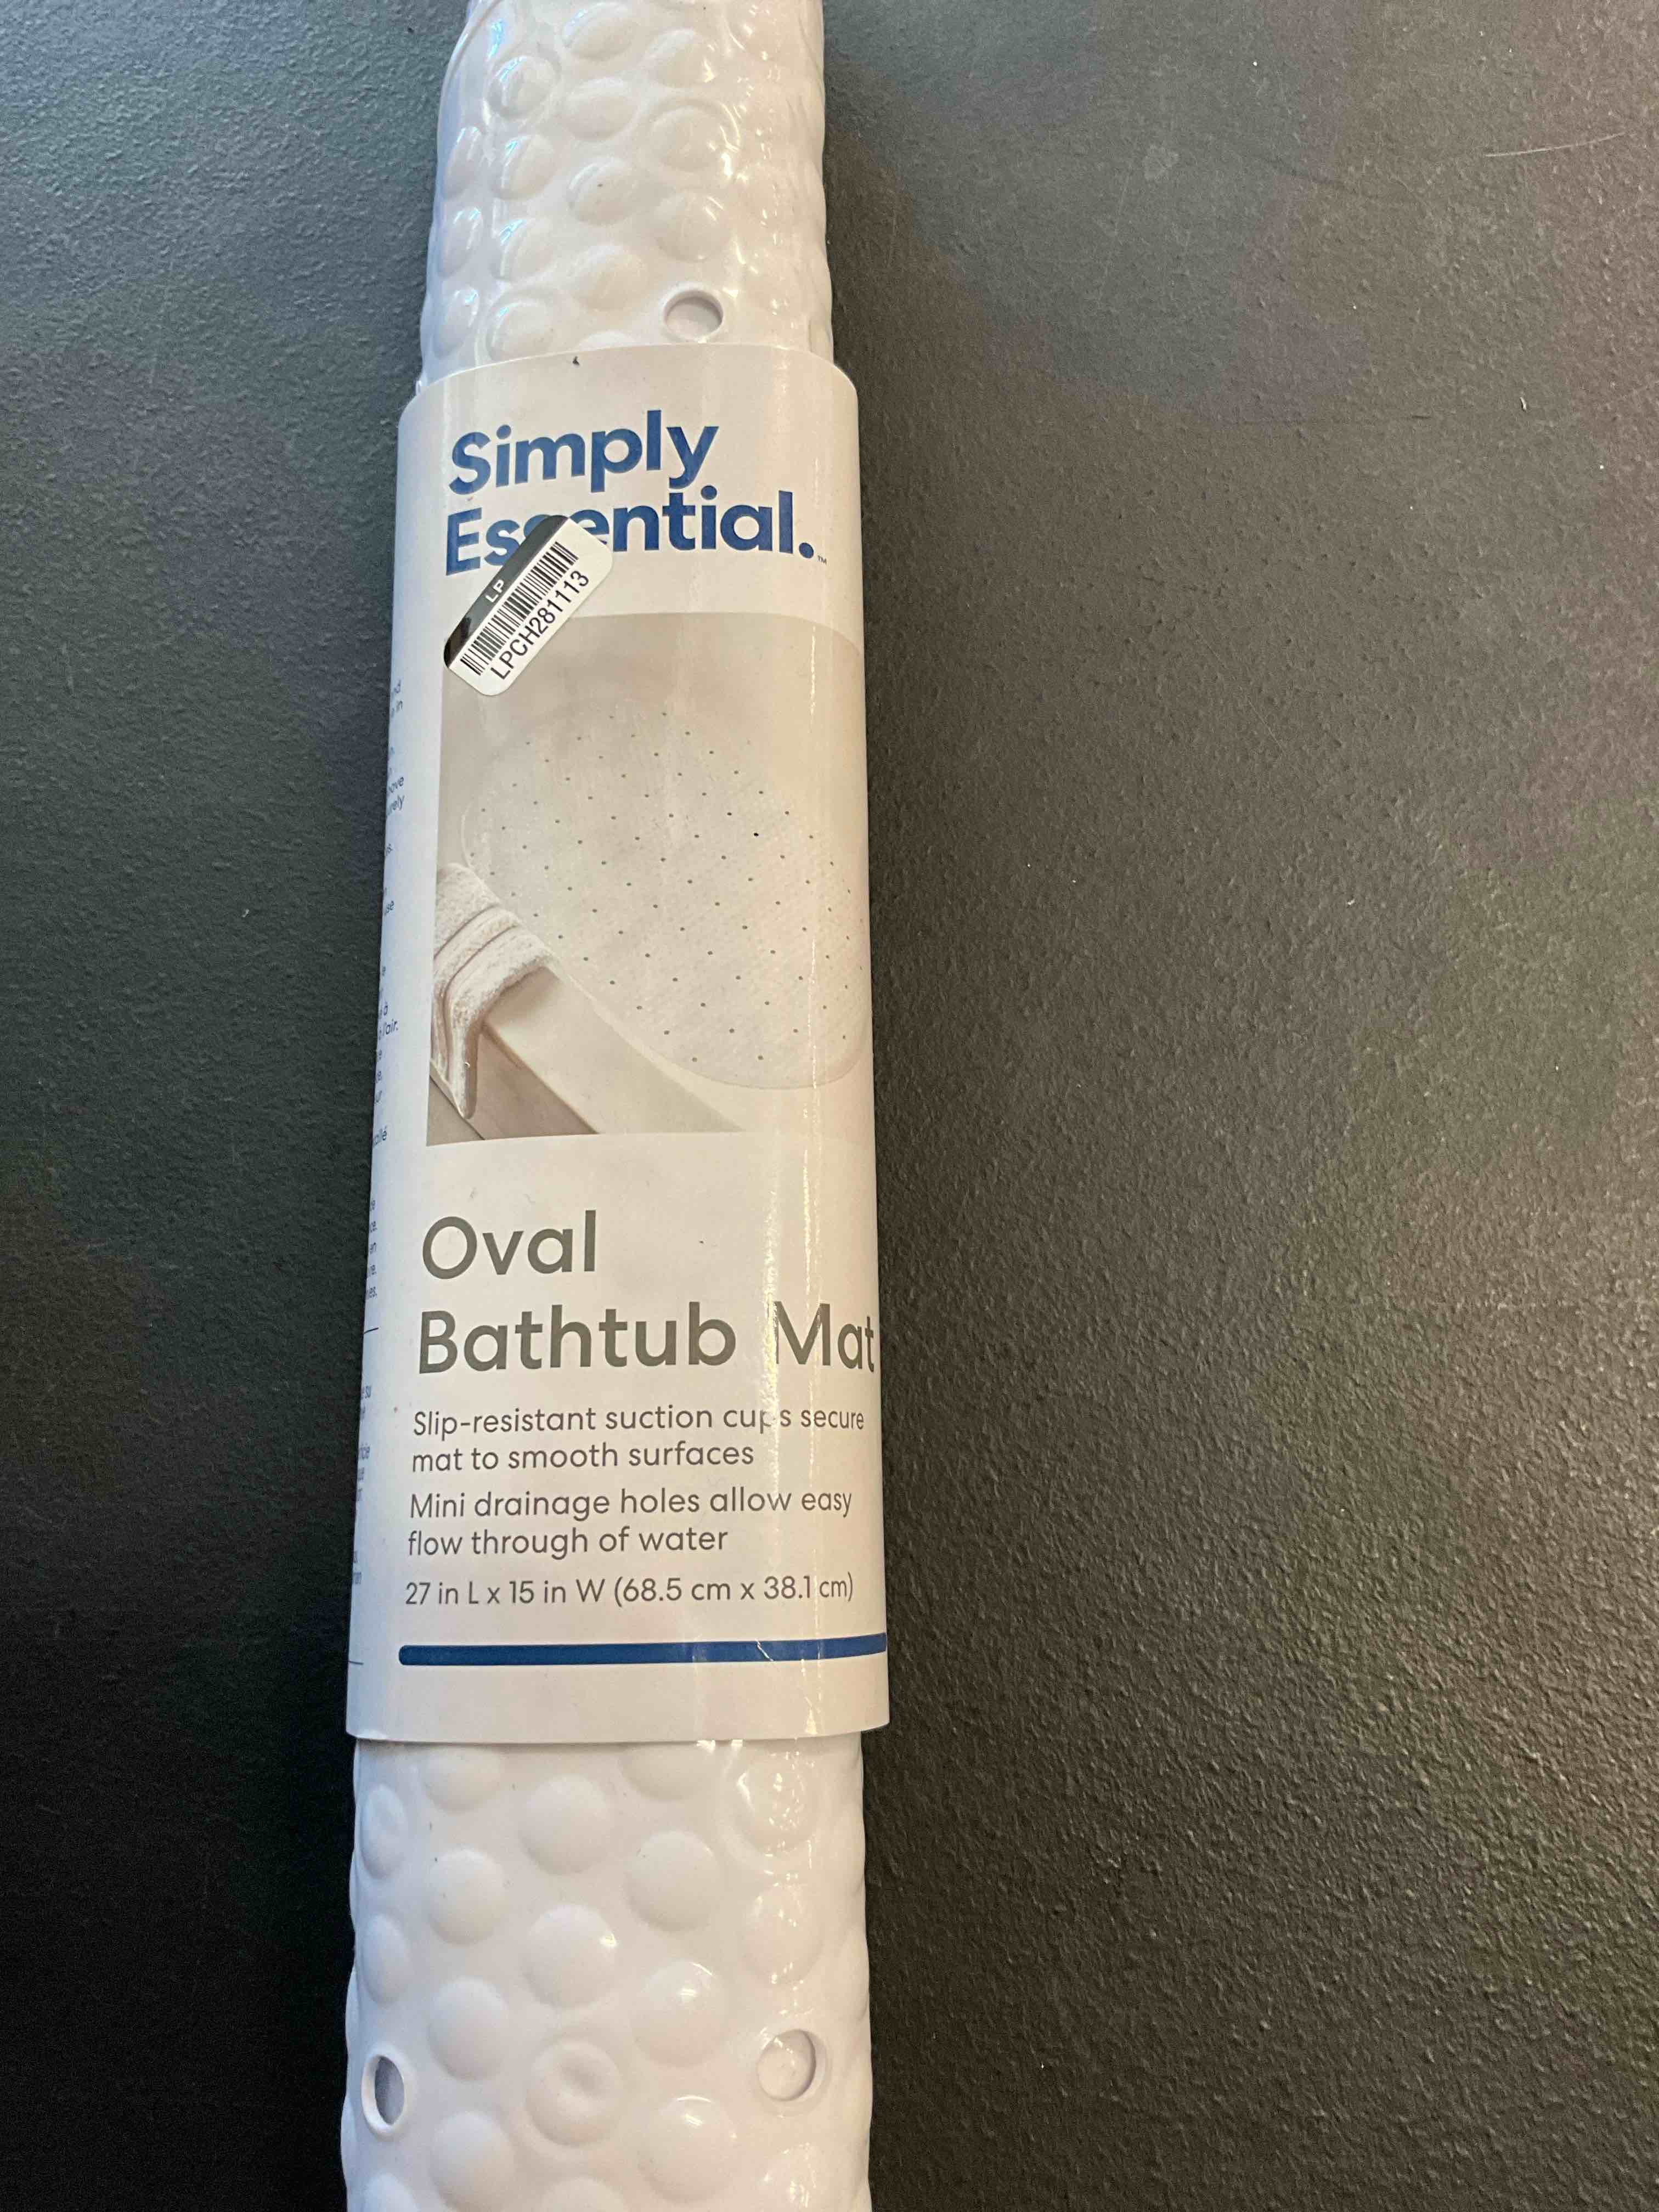 Simply
Essential.™
LP
LPCH281113
Oval
Bathtub Mat
Slip-resistant suction cups secure
mat to smooth surfaces
Mini drainage holes allow easy
flow through of water
27 in L x 15 in W (68.5 cm x 38.1 cm)